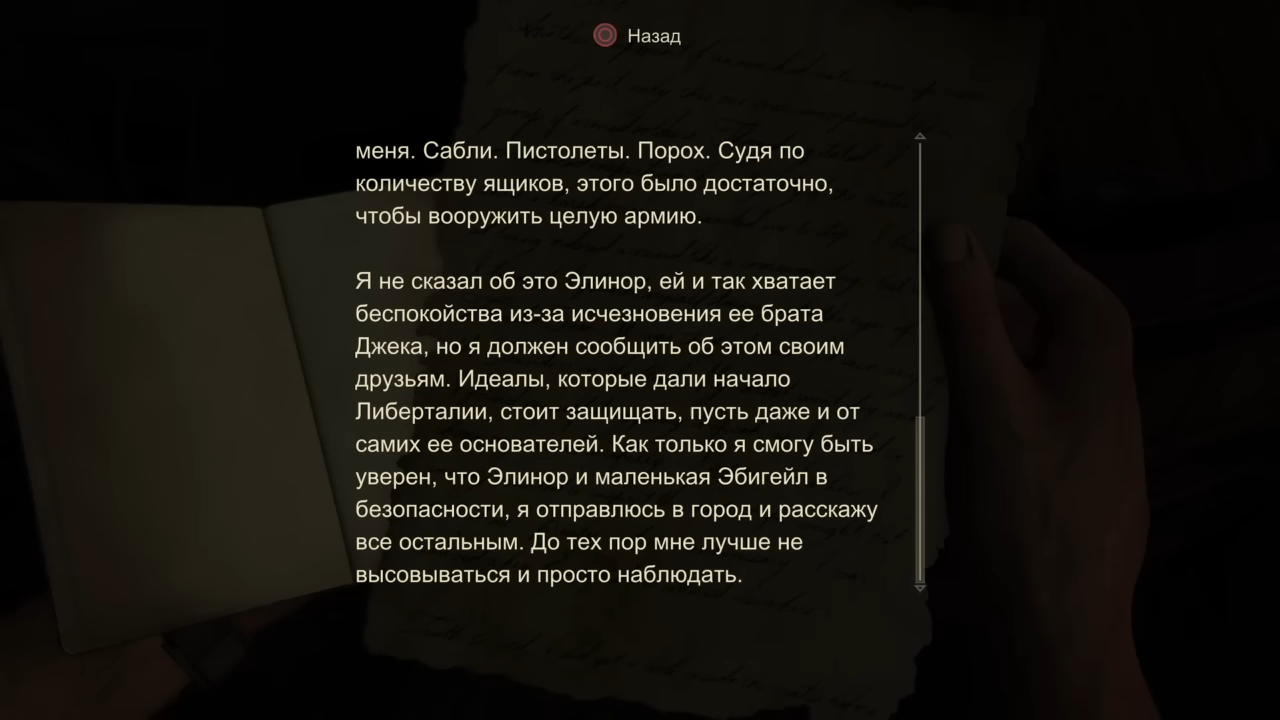 Назад
меня. Сабли. Пистолеты. Порох. Судя по
количеству ящиков, этого было достаточно,
чтобы вооружить целую армию.
Я не сказал об это Элинор, ей и так хватает
беспокойства из-за исчезновения ее брата
Джека, но я должен сообщить об этом своим
друзьям. Идеалы, которые дали начало
Либерталии, стоит защищать, пусть даже и от
самих ее основателей. Как только я смогу быть
уверен, что Элинор и маленькая Эбигейл в
безопасности, я отправлюсь в город и расскажу
все остальным. До тех пор мне лучше не
высовываться и просто наблюдать.